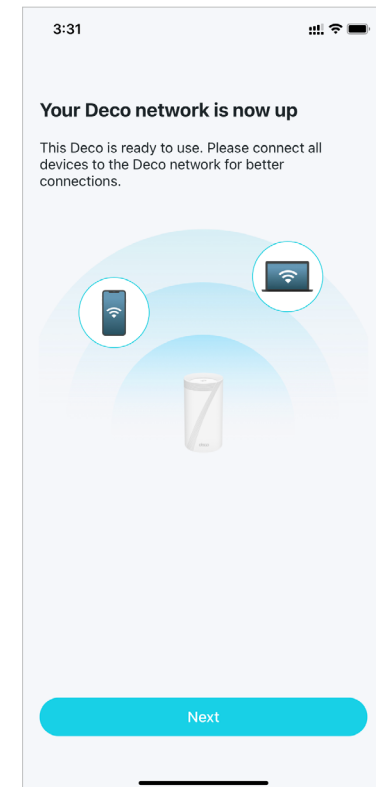 3:31
Your Deco network is now up
This Deco is ready to use. Please connect all
devices to the Deco network for better
connections.
Next